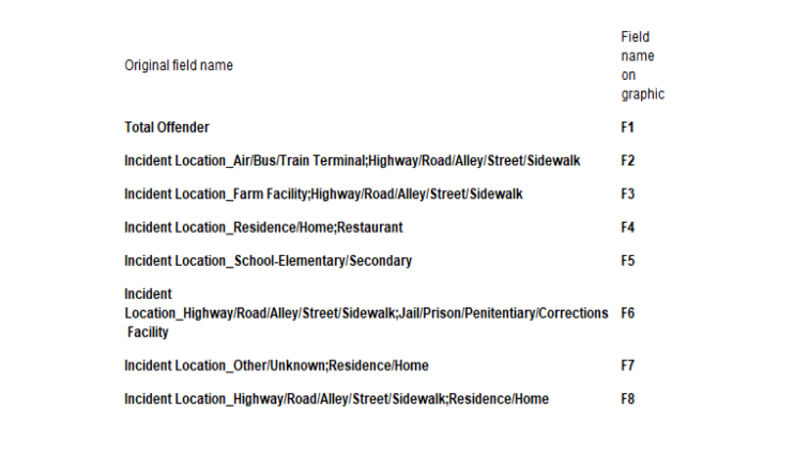 Original field name
Field
name
on
graphic
Total Offender F1
Incident Location_Air/Bus/Train Terminal;Highway/Road/Alley/Street/Sidewalk F2
Incident Location_Farm Facility;Highway/Road/Alley/Street/Sidewalk F3
Incident Location_Residence/Home;Restaurant F4
Incident Location_School-Elementary/Secondary F5
Incident
Location_Highway/Road/Alley/Street/Sidewalk;Jail/Prison/Penitentiary/Corrections F6
Facility
Incident Location_Other/Unknown;Residence/Home F7
Incident Location_Highway/Road/Alley/Street/Sidewalk;Residence/Home F8